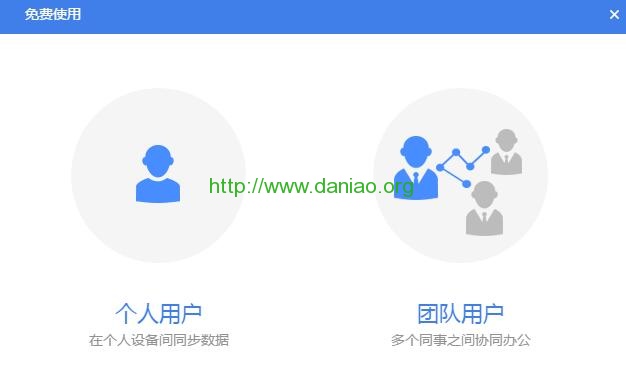 免费使用
http://www.daniao.org
个人用户
团队用户
在个人设备间同步数据
多个同事之间协同办公